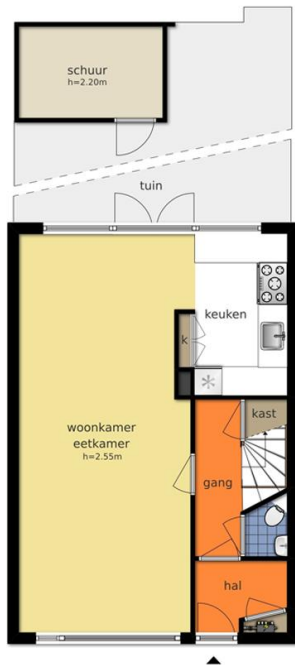 schuur
h=2.20m
tuin
keuken
k
woonkamer
eetkamer
h=2.55m
kast
gang
hal